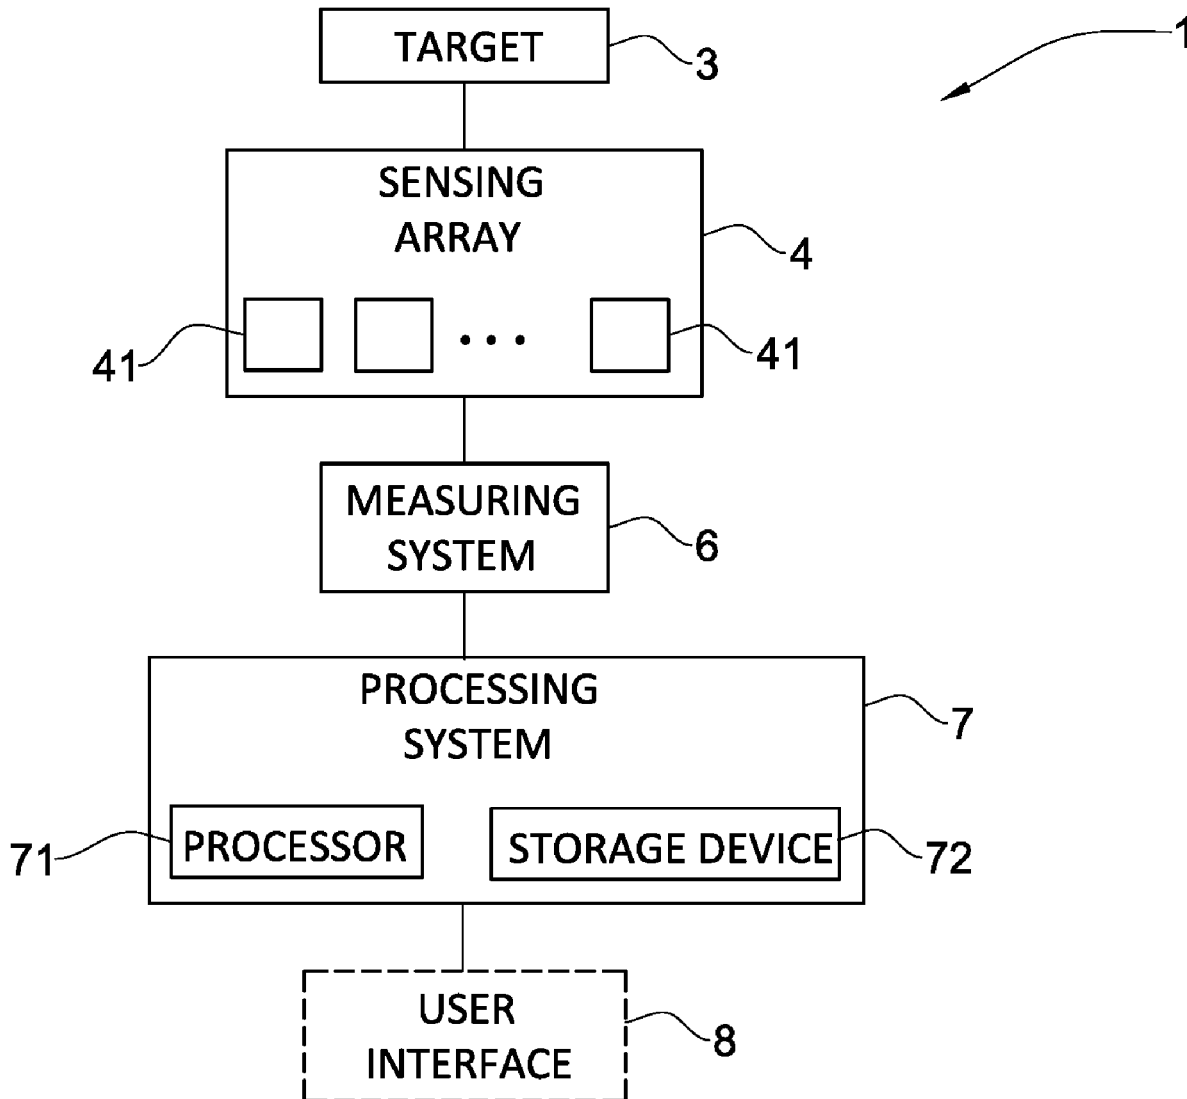 1
TARGET
3
SENSING
ARRAY
4
41
• • •
41
MEASURING
SYSTEM
6
PROCESSING
SYSTEM
7
71
PROCESSOR
STORAGE DEVICE
72
USER
INTERFACE
8